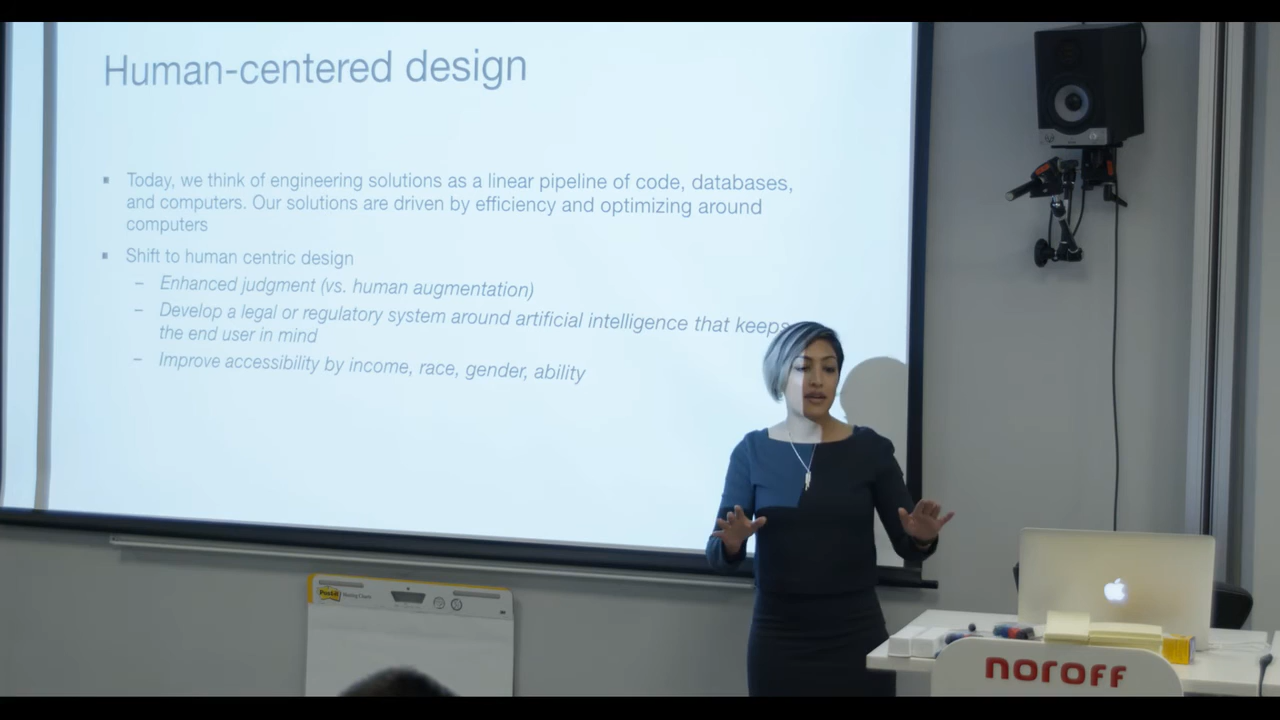 Human-centered design
Today, we think of engineering solutions as a linear pipeline of code, databases,
and computers. Our solutions are driven by efficiency and optimizing around
computers
Shift to human centric design
– Enhanced judgment (vs. human augmentation)
– Develop a legal or regulatory system around artificial intelligence that keeps
the end user in mind
– Improve accessibility by income, race, gender, ability
Post-it
noroff